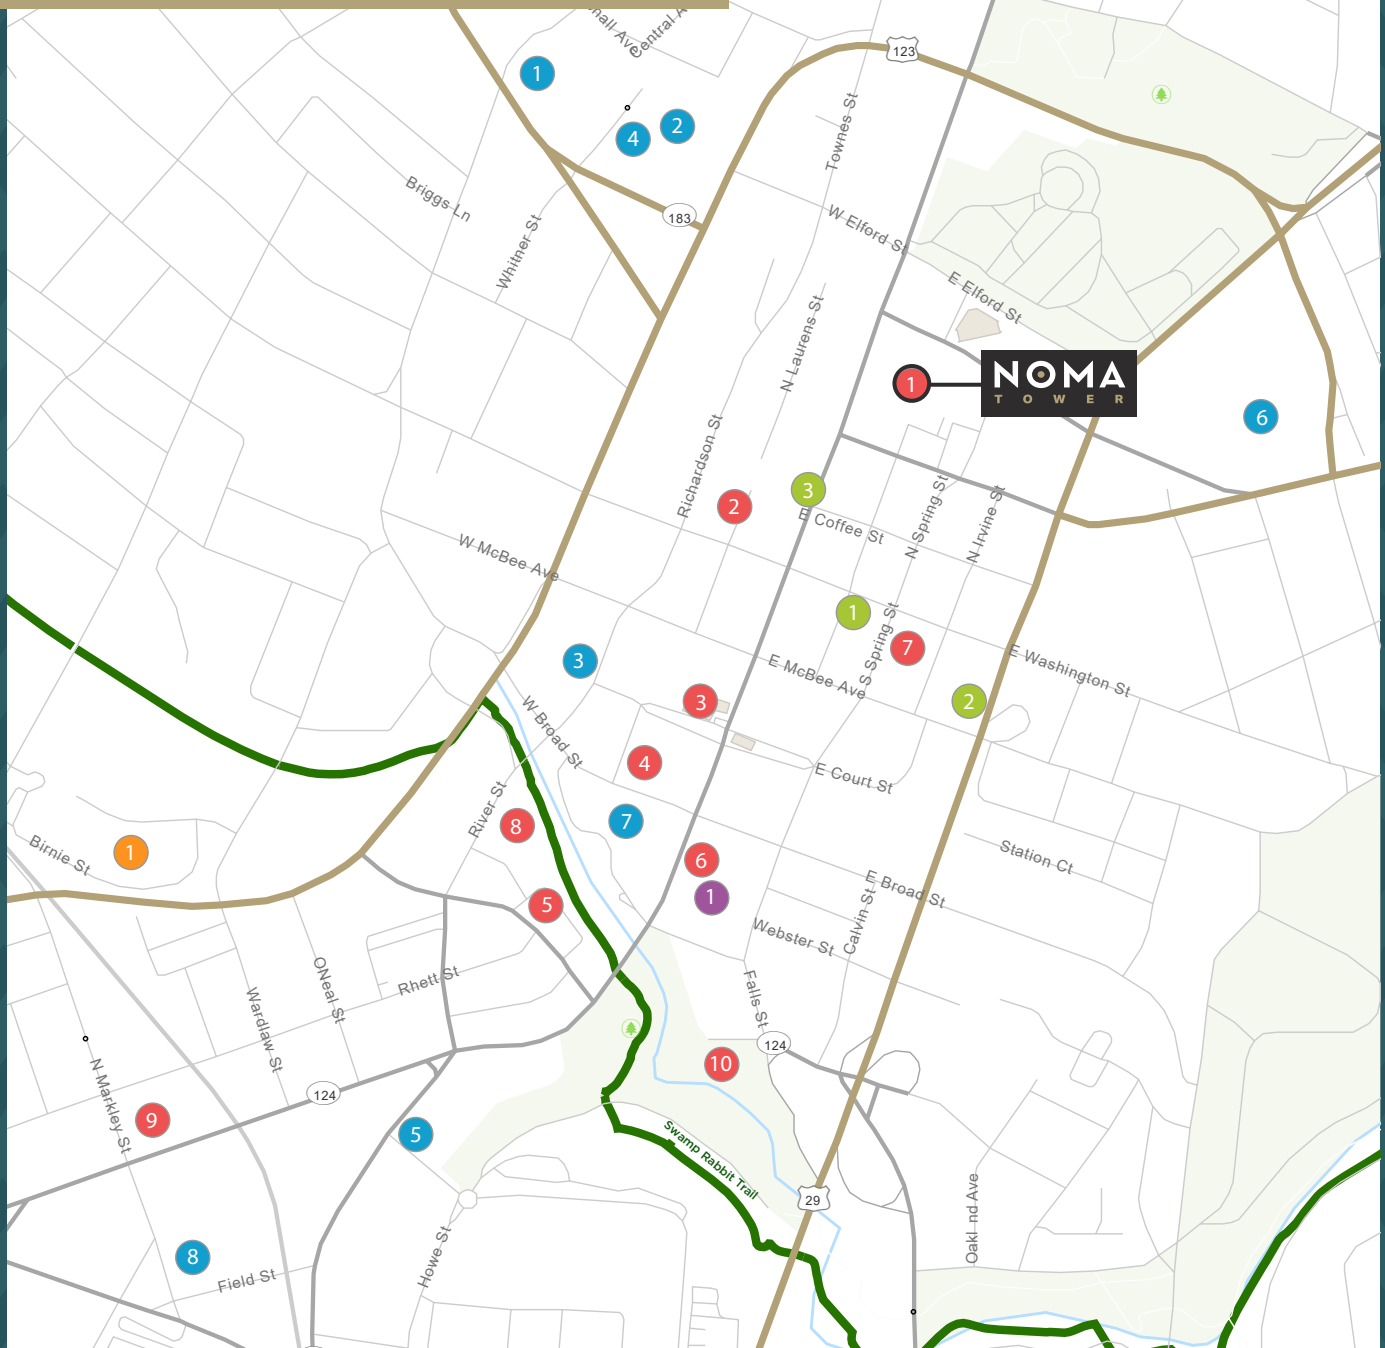 Central A
123
1
2
4
Townes St
Briggs Ln
183
W Elford St
Whitner St
E Elford St
N Laurens St
1
NOMA
TOWER
6
Richardson St
3
2
E Coffee St
N Spring St
N Irvine St
W McBee Ave
1
S Spring St
7
3
E McBee Ave
E Washington St
3
2
W Broad St
4
E Court St
River St
8
7
Birnie St
1
6
Station Ct
1
E Broad St
5
Calvin St
Webster St
Rhett St
ONeal St
Falls St
Wardlaw St
124
10
N Markley St
124
9
5
Swamp Rabbit Trail
29
Oakl nd Ave
8
Howe St
Field St